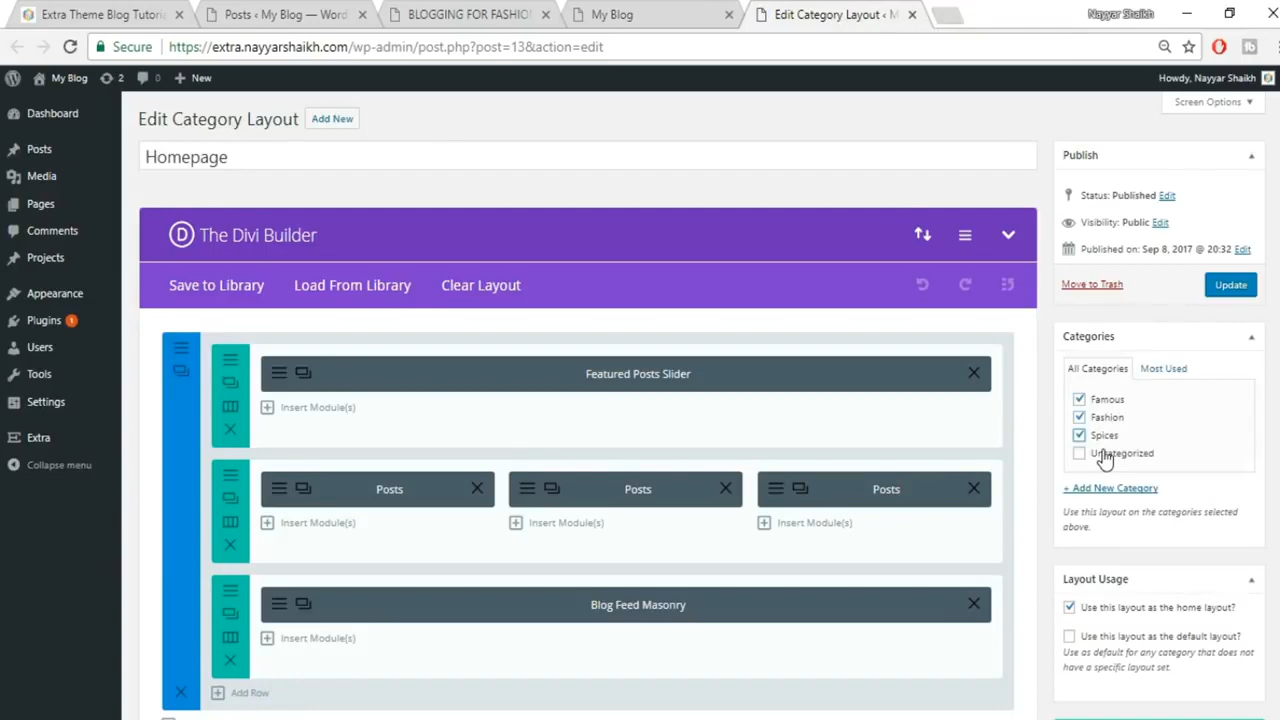 Extra Theme Blog Tutori
Posts ‹ My Blog — Word
BLOGGING FOR FASHIO
My Blog
Edit Category Layout ‹ M
Nayyar Shaikh
Secure
https://extra.nayyarshaikh.com/wp-admin/post.php?post=13&action=edit
My Blog
2
0
New
Howdy, Nayyar Shaikh
Dashboard
Posts
Media
Pages
Comments
Projects
Appearance
Plugins 1
Users
Tools
Settings
Extra
Collapse menu
Screen Options
Edit Category Layout
Add New
Homepage
D The Divi Builder
Save to Library
Load From Library
Clear Layout
Featured Posts Slider
Insert Module(s)
Posts
Posts
Posts
Insert Module(s)
Insert Module(s)
Insert Module(s)
Blog Feed Masonry
Insert Module(s)
Add Row
Publish
Status: Published Edit
Visibility: Public Edit
Published on: Sep 8, 2017 @ 20:32 Edit
Move to Trash
Update
Categories
All Categories
Most Used
Famous
Fashion
Spices
Uncategorized
+ Add New Category
Use this layout on the categories selected
above.
Layout Usage
Use this layout as the home layout?
Use this layout as the default layout?
Use as default for any category that does not
have a specific layout set.